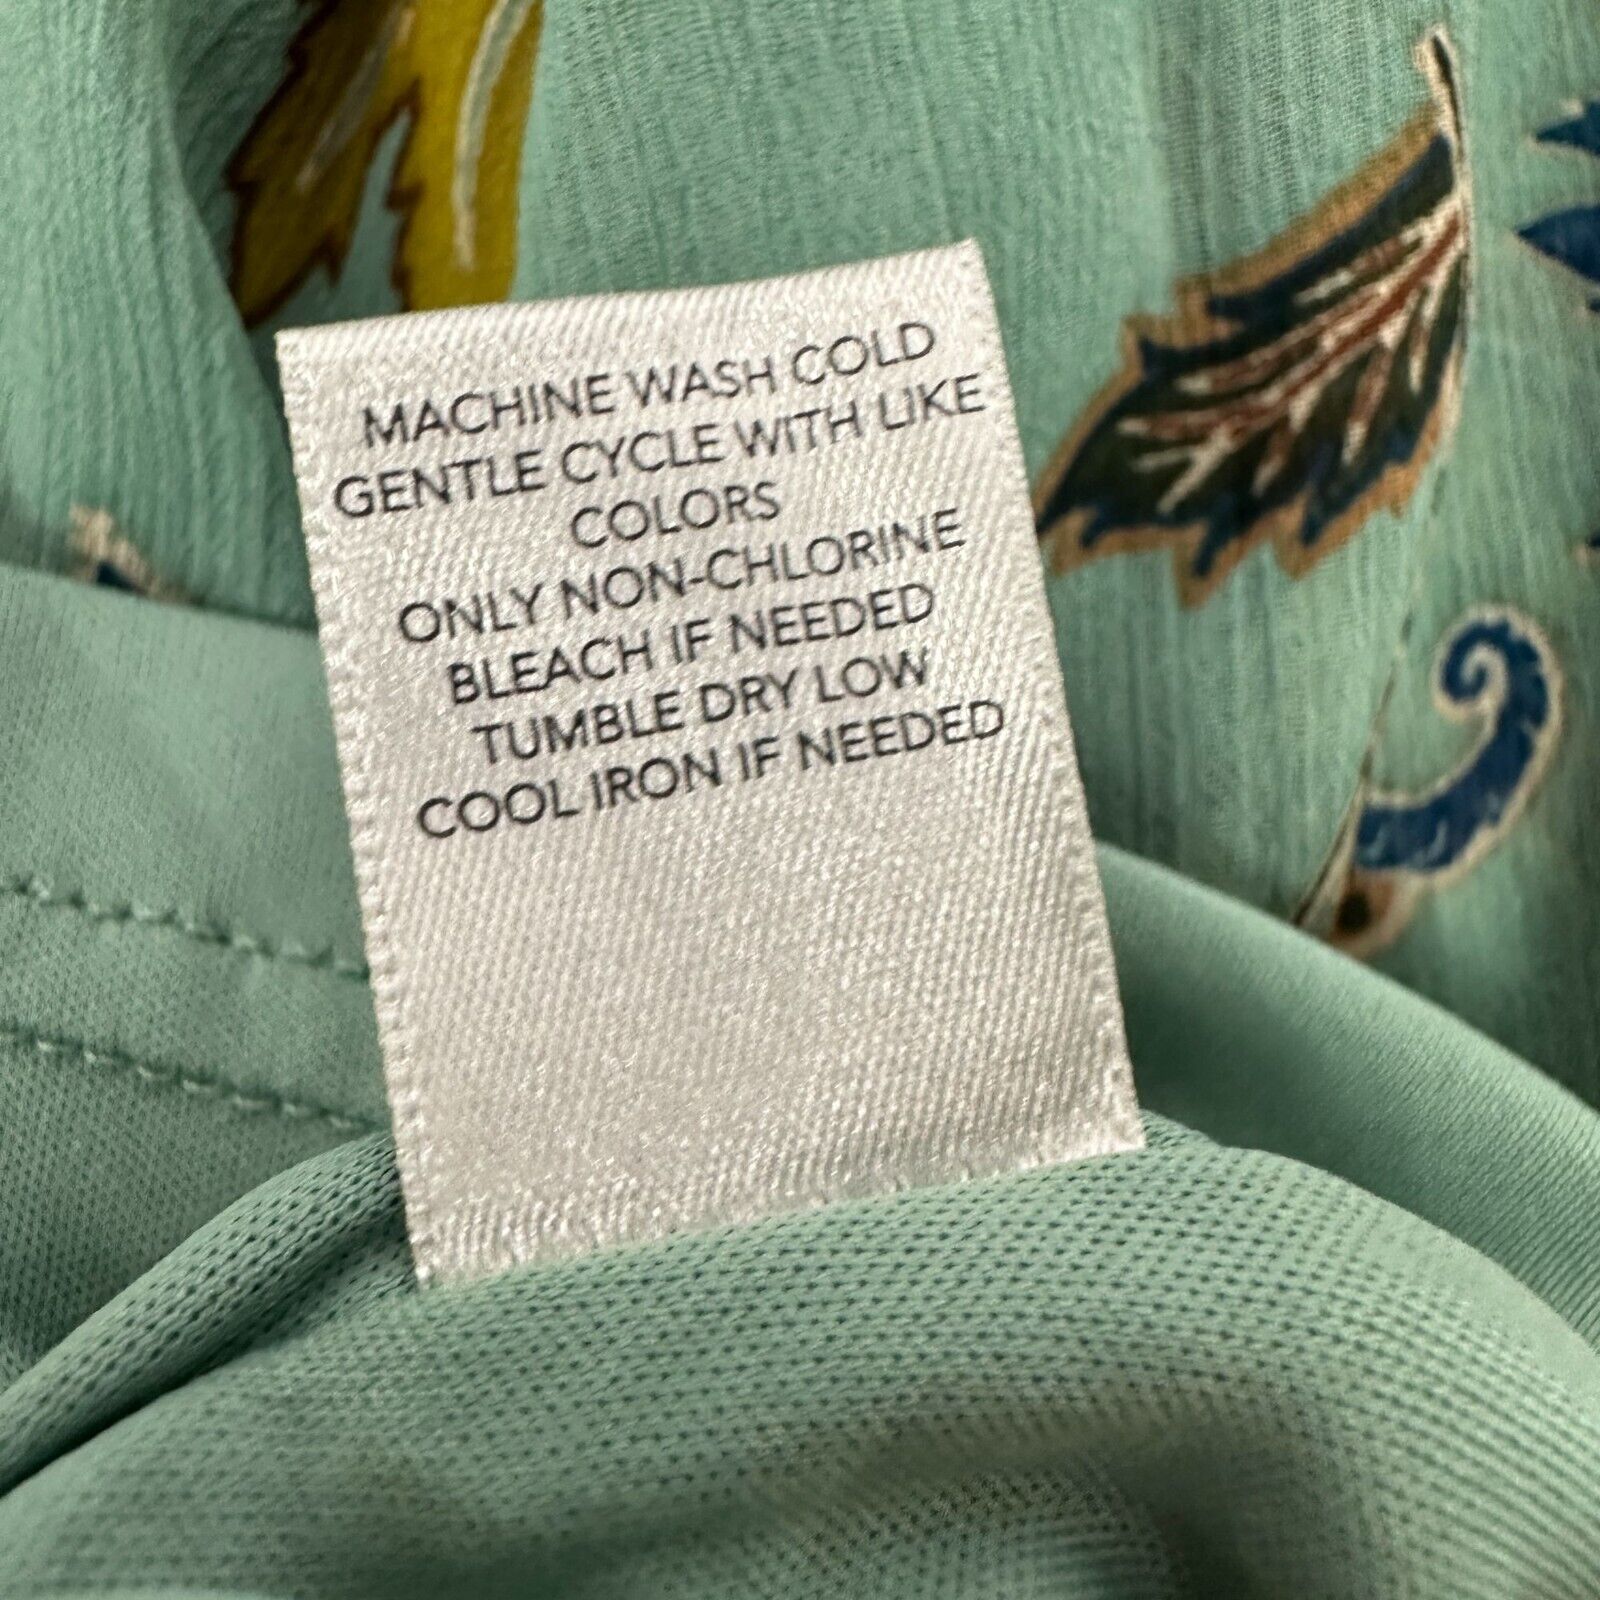 MACHINE WASH COLD
GENTLE CYCLE WITH LIKE
COLORS
ONLY NON-CHLORINE
BLEACH IF NEEDED
TUMBLE DRY LOW
COOL IRON IF NEEDED